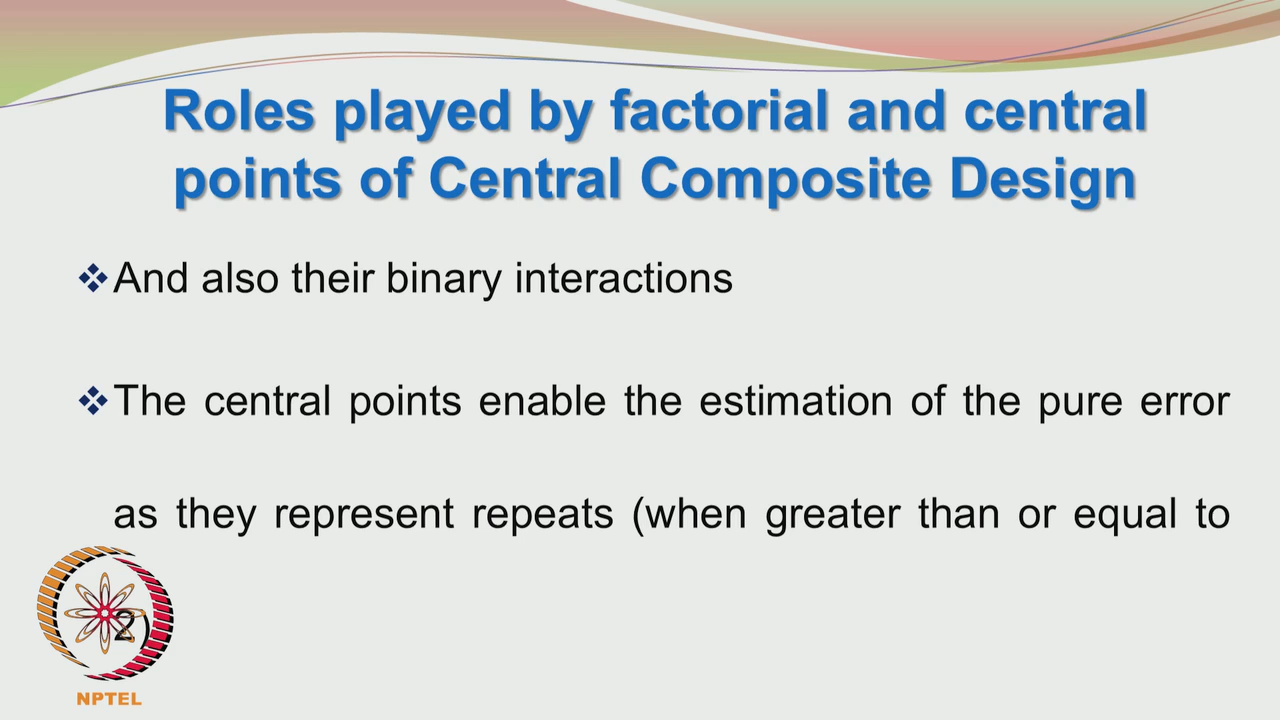 Roles played by factorial and central
points of Central Composite Design
❖And also their binary interactions
❖The central points enable the estimation of the pure error
as they represent repeats (when greater than or equal to
2)
NPTEL